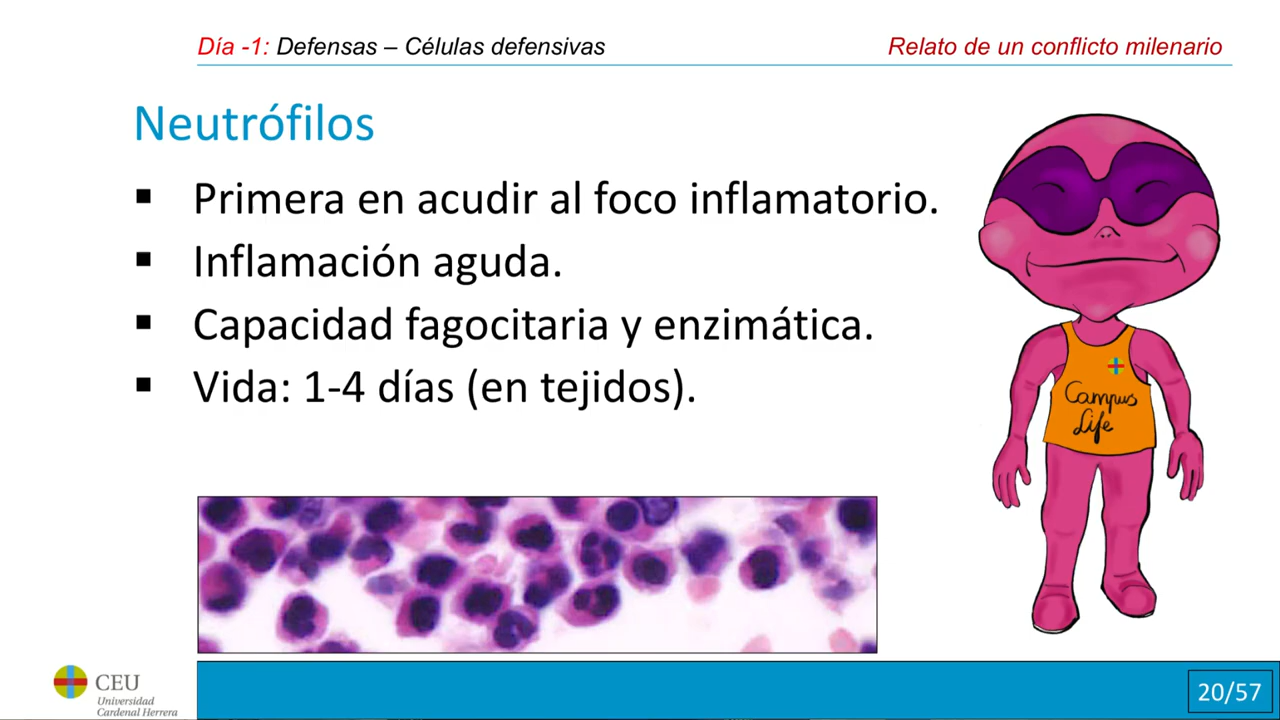 Día -1: Defensas – Células defensivas
Relato de un conflicto milenario
Neutrófilos
▪ Primera en acudir al foco inflamatorio.
▪ Inflamación aguda.
▪ Capacidad fagocitaria y enzimática.
▪ Vida: 1-4 días (en tejidos).
Campus
Life
CEU
Universidad
Cardenal Herrera
20/57